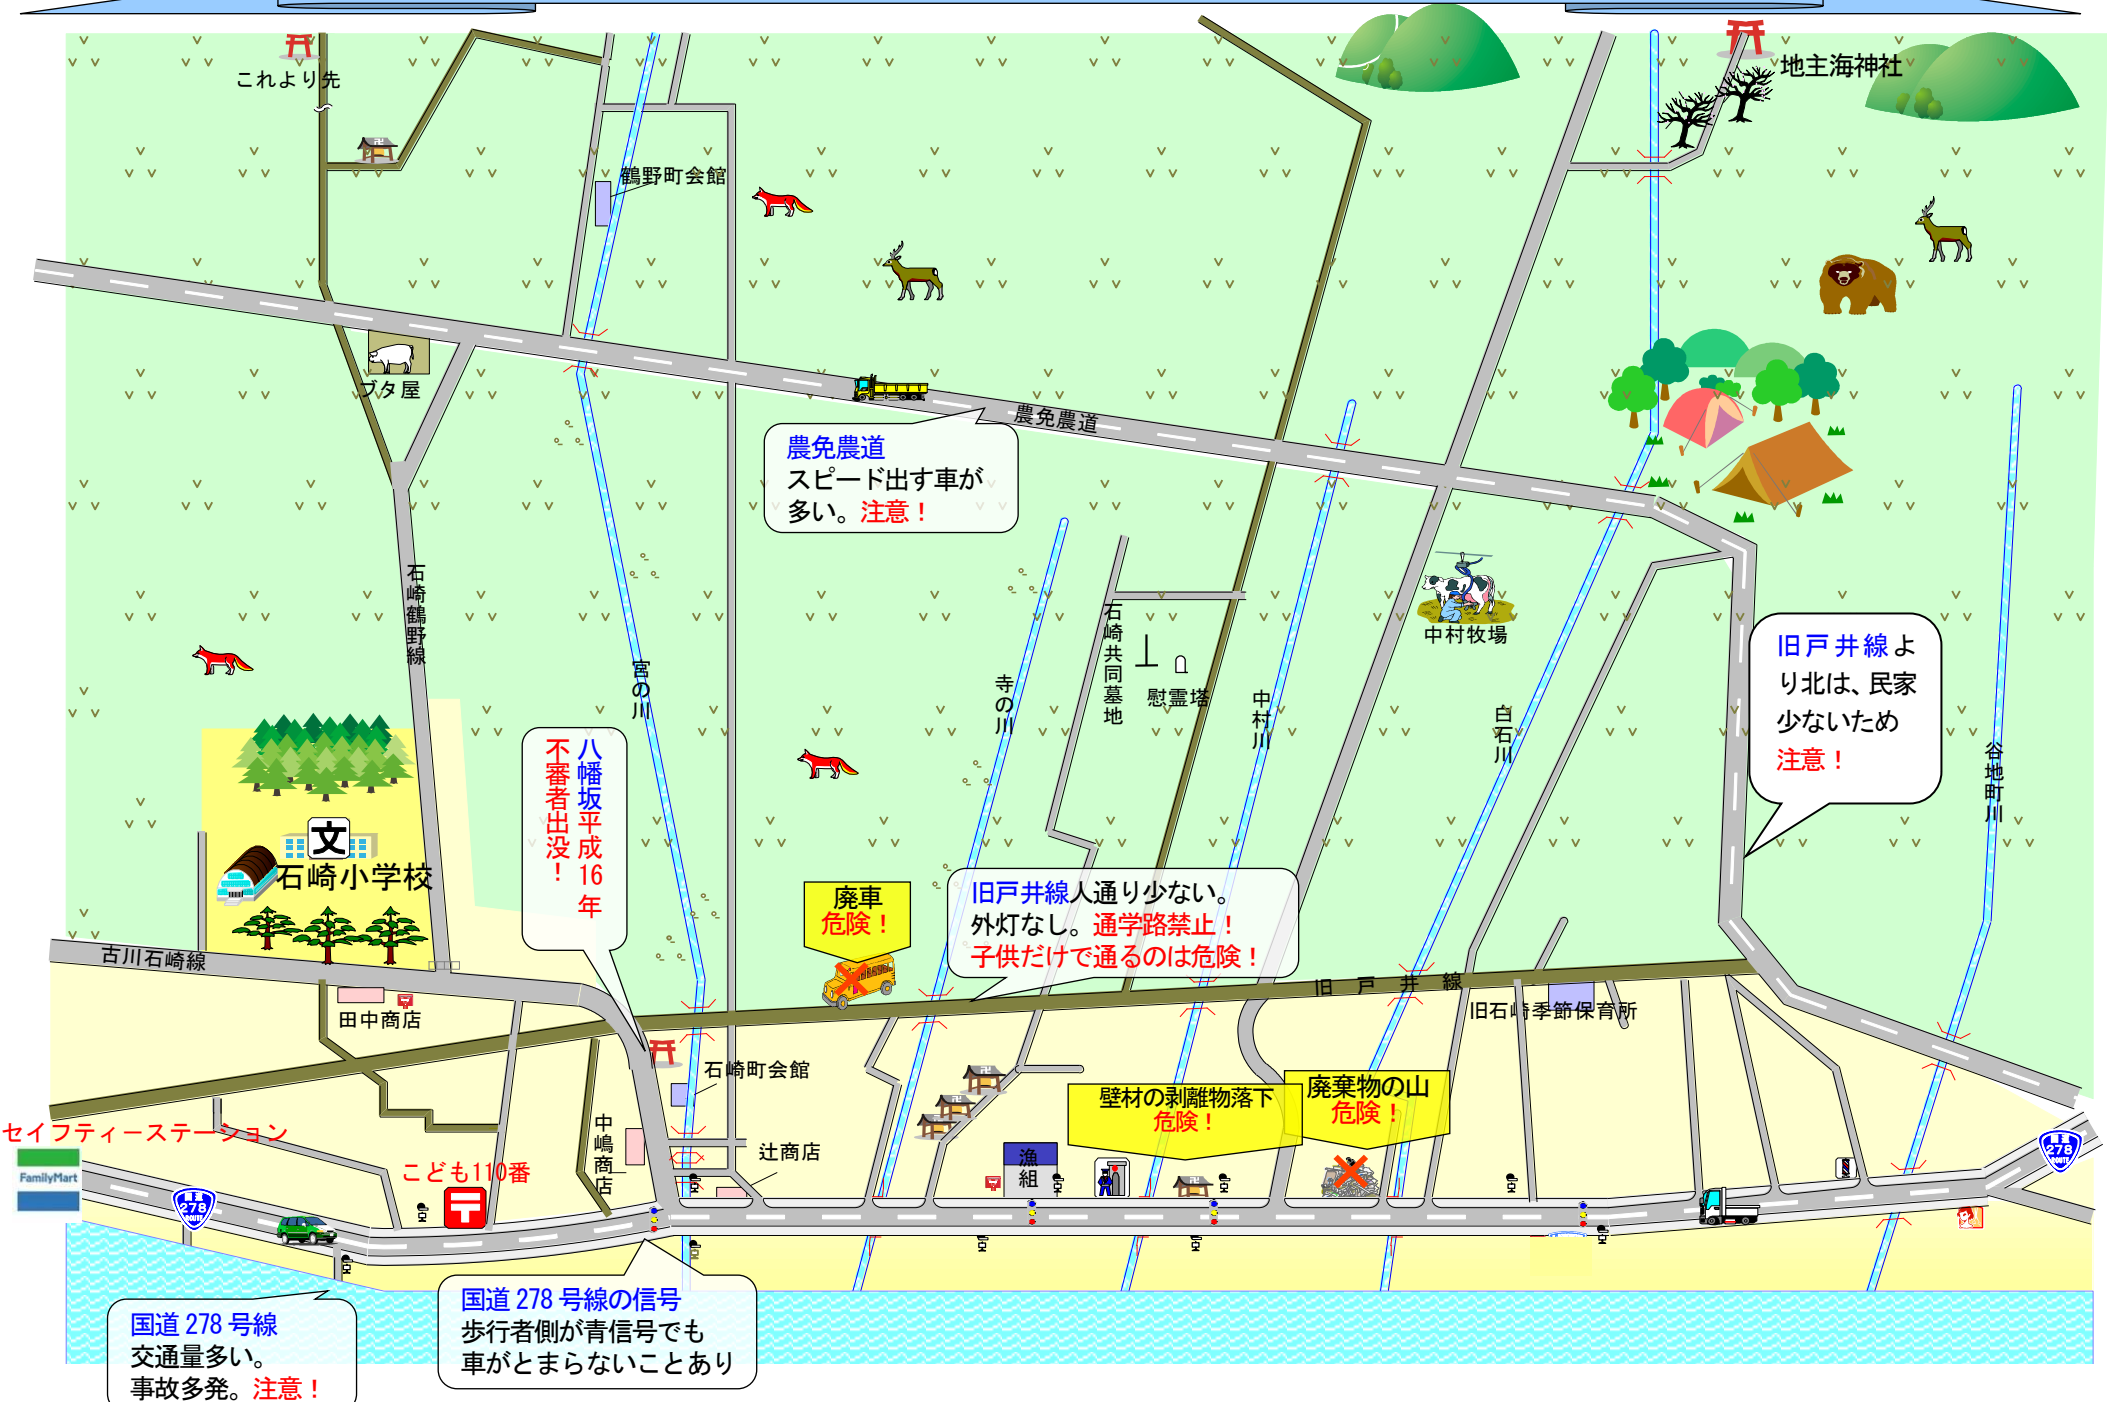 これより先
地主海神社
鶴野町会館
ブタ屋
農免農道
農免農道
スピード出す車が
多い。注意！
石崎鶴野線
宮の川
寺の川
石崎共同墓地
慰霊塔
中村川
中村牧場
白石川
旧戸井線よ
り北は、民家
少ないため
注意！
谷地町川
八幡坂平成16年
不審者出没！
文
石崎小学校
廃車
危険！
旧戸井線人通り少ない。
外灯なし。通学路禁止！
子供だけで通るのは危険！
古川石崎線
旧戸井線
田中商店
旧石崎季節保育所
石崎町会館
壁材の剥離物落下
危険！
廃棄物の山
危険！
セイフティーステーション
FamilyMart
中嶋商店
辻商店
漁組
こども110番
278
ROUTE
278
ROUTE
国道278号線の信号
歩行者側が青信号でも
車がとまらないことあり
国道278号線
交通量多い。
事故多発。注意！